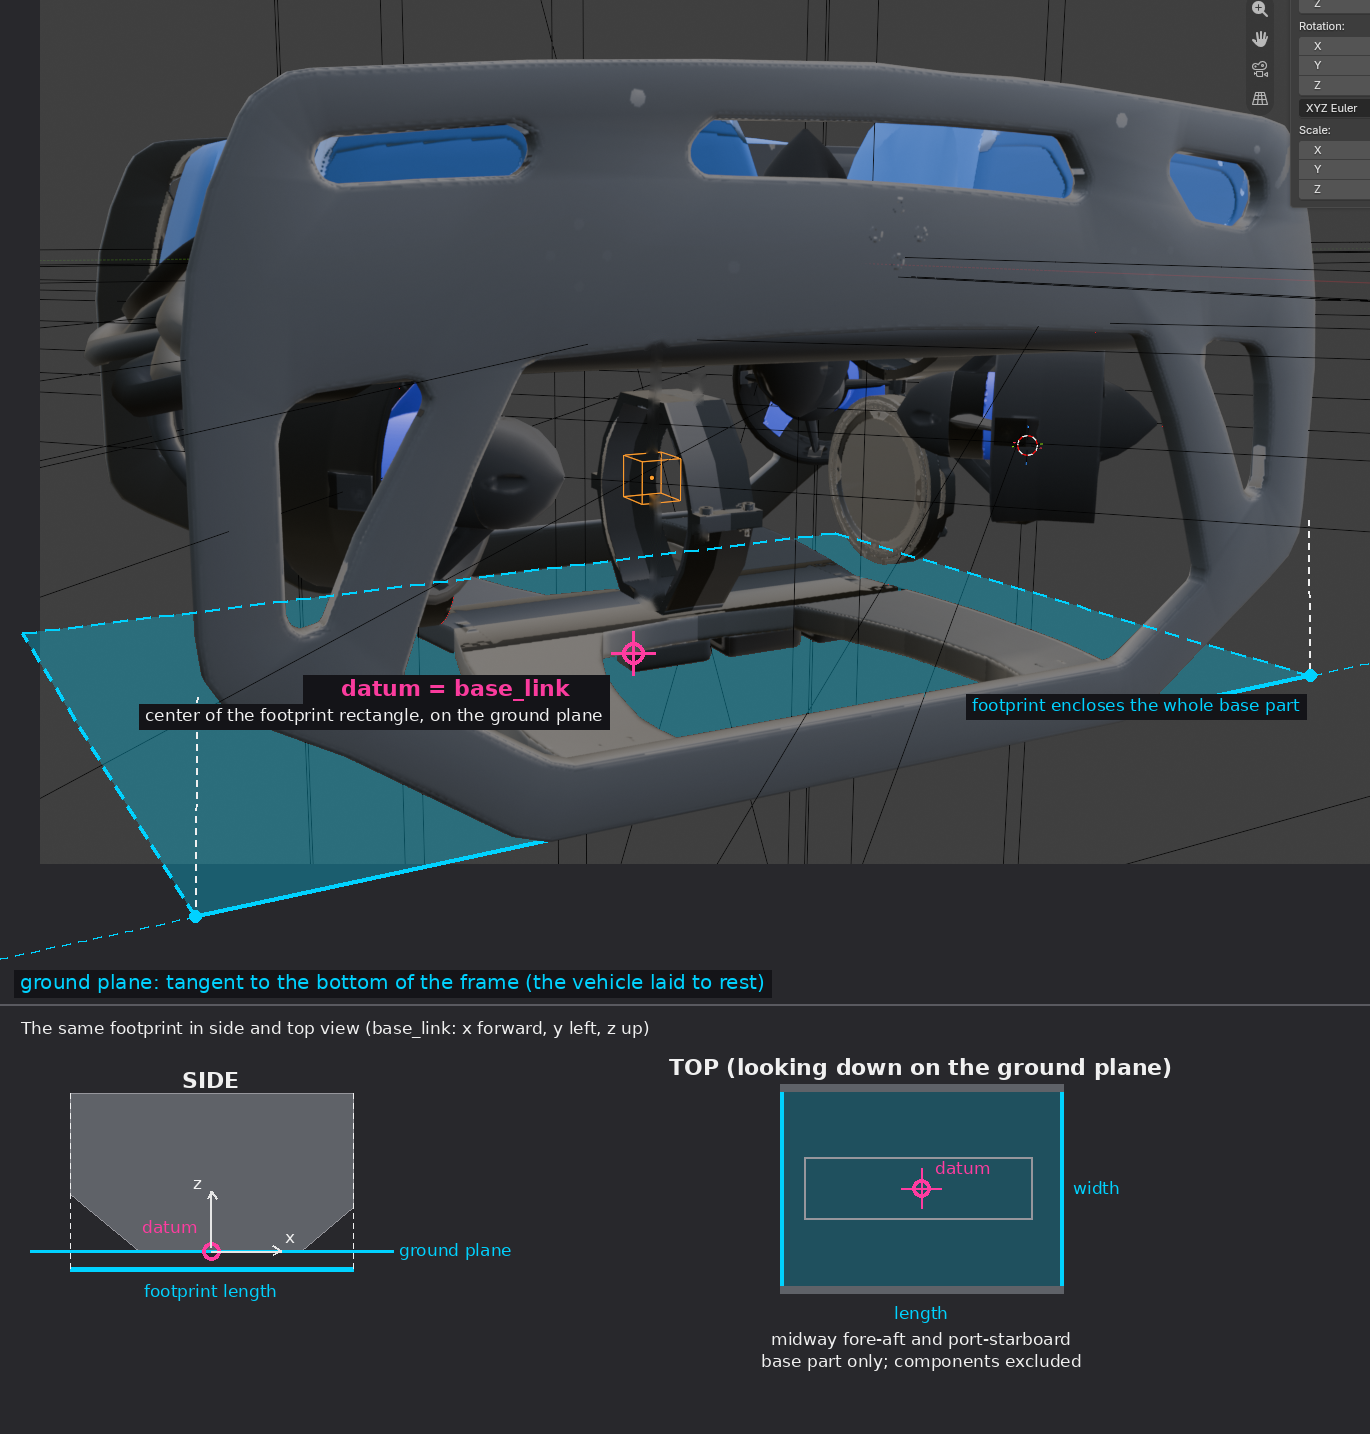 Z
Rotation:
X
Y
Z
XYZ Euler
Scale:
X
Y
Z
datum = base_link
center of the footprint rectangle, on the ground plane
footprint encloses the whole base part
ground plane: tangent to the bottom of the frame (the vehicle laid to rest)
The same footprint in side and top view (base_link: x forward, y left, z up)
SIDE
z
datum
x
ground plane
footprint length
TOP (looking down on the ground plane)
datum
width
length
midway fore-aft and port-starboard
base part only; components excluded